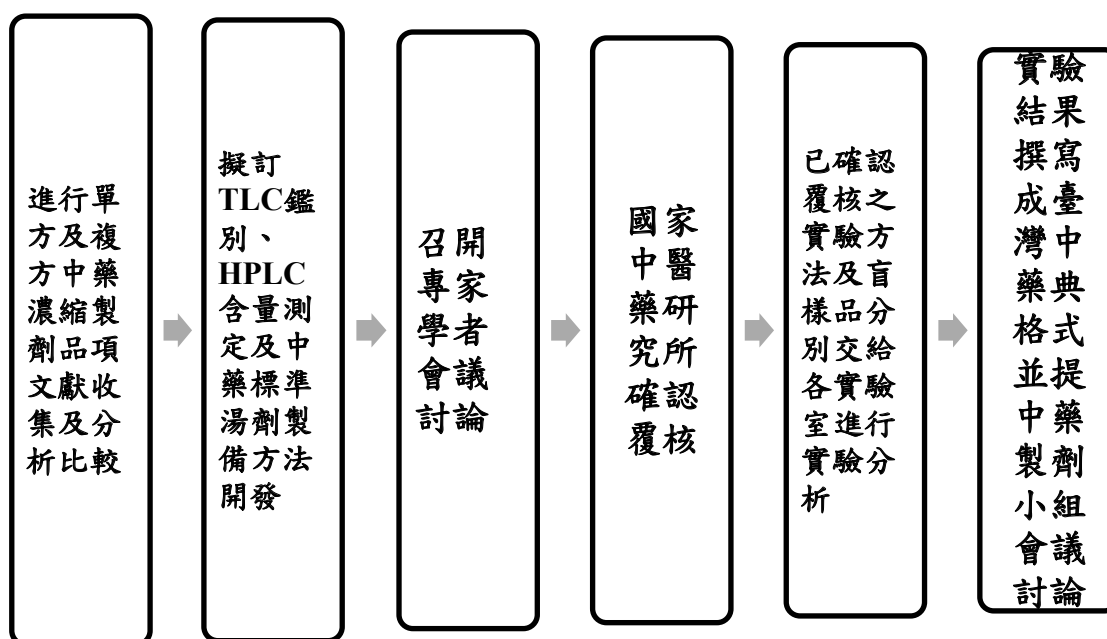 進行單
方及複
方中藥
濃縮製
劑品項
文獻收
集及分
析比較
擬訂
TLC鑑
別、
HPLC
含量測
定及中
藥標準
湯劑製
備方法
開發
召開
專家
學者
會議
討論
國家
中醫
藥研
究所
確認
覆核
已確認
覆核之
實驗方
法及盲
樣品分
別交給
各實驗
室進行
實驗分
析
實驗
結果
撰寫
成臺
灣中
藥典
格式
並提
中藥
製劑
小組
會議
討論